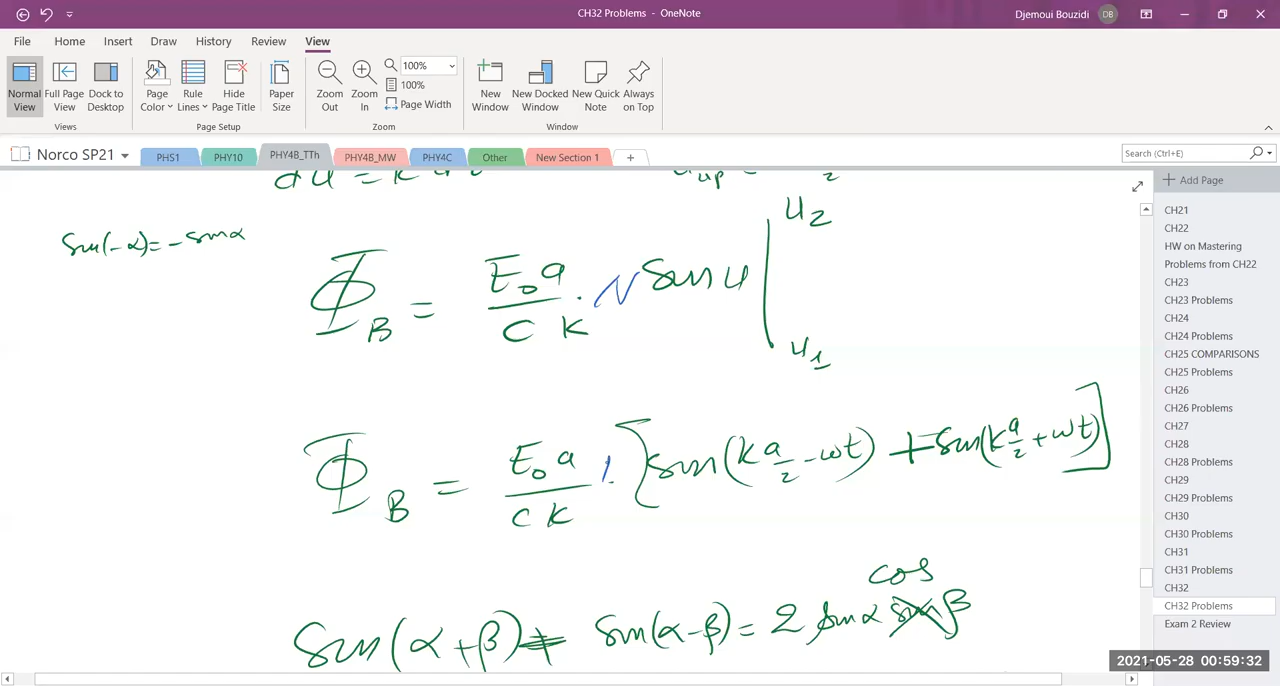 CH32 Problems - OneNote
Djemoui Bouzidi DB
File Home Insert Draw History Review View
Normal View
Full Page View
Dock to Desktop
Page Color
Rule Lines
Hide Page Title
Paper Size
Zoom Out
Zoom In
100%
100%
Page Width
New Window
New Docked Window
New Quick Note
Always on Top
Views Page Setup Zoom Window
Norco SP21 PHS1 PHY10 PHY4B_TTh PHY4B_MW PHY4C Other New Section 1 +
Search (Ctrl+E)
Add Page
CH21
CH22
HW on Mastering
Problems from CH22
CH23
CH23 Problems
CH24
CH24 Problems
CH25 COMPARISONS
CH25 Problems
CH26
CH26 Problems
CH27
CH28
CH28 Problems
CH29
CH29 Problems
CH30
CH30 Problems
CH31
CH31 Problems
CH32
CH32 Problems
Exam 2 Review
sin(-α) = - sinα
Φ_B = E₀a / ck · N sin u | u₂ u₁
Φ_B = E₀a / ck [sin(k a/2 - ωt) + sin(k a/2 + ωt)]
cos
sin(α+β) + sin(α-β) = 2 sinα sin β
2021-05-28 00:59:32